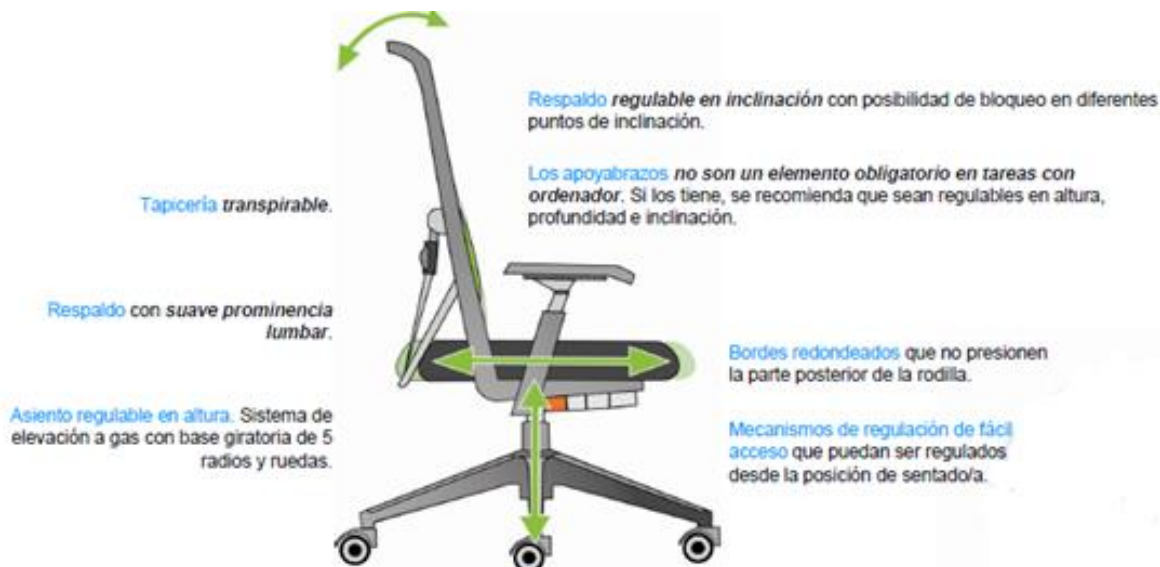 Respaldo regulable en inclinación con posibilidad de bloqueo en diferentes
puntos de inclinación.
Los apoyabrazos no son un elemento obligatorio en tareas con
ordenador. Si los tiene, se recomienda que sean regulables en altura,
profundidad e inclinación.
Tapicería transpirable.
Respaldo con suave prominencia
lumbar.
Bordes redondeados que no presionen
la parte posterior de la rodilla.
Asiento regulable en altura. Sistema de
elevación a gas con base giratoria de 5
radios y ruedas.
Mecanismos de regulación de fácil
acceso que puedan ser regulados
desde la posición de sentado/a.